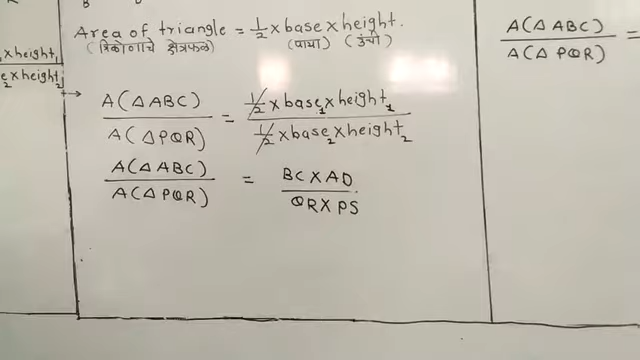 B
Area of triangle = 1/2 x base x height.
(त्रिकोणाचे क्षेत्रफळ) (पाया) (उंची)
x height1
x height2
A(△ABC) / A(△PQR) = 1/2 x base1 x height1 / 1/2 x base2 x height2
A(△ABC) / A(△PQR) = BC X AD / QR X PS
A(△ABC) / A(△PQR) =